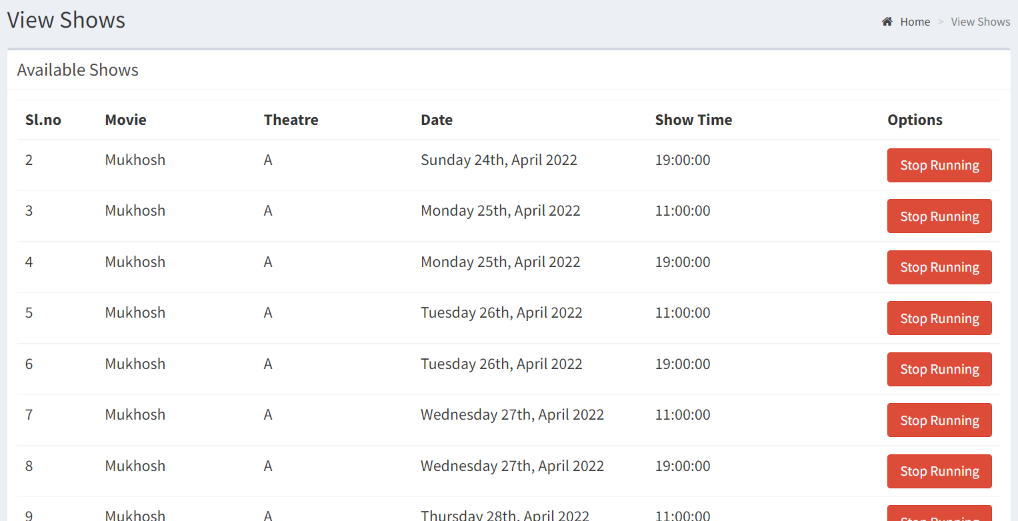 View Shows
Home > View Shows
Available Shows
Sl.no Movie Theatre Date Show Time Options
2 Mukhosh A Sunday 24th, April 2022 19:00:00 Stop Running
3 Mukhosh A Monday 25th, April 2022 11:00:00 Stop Running
4 Mukhosh A Monday 25th, April 2022 19:00:00 Stop Running
5 Mukhosh A Tuesday 26th, April 2022 11:00:00 Stop Running
6 Mukhosh A Tuesday 26th, April 2022 19:00:00 Stop Running
7 Mukhosh A Wednesday 27th, April 2022 11:00:00 Stop Running
8 Mukhosh A Wednesday 27th, April 2022 19:00:00 Stop Running
9 Mukhosh A Thursday 28th, April 2022 11:00:00 Stop Running